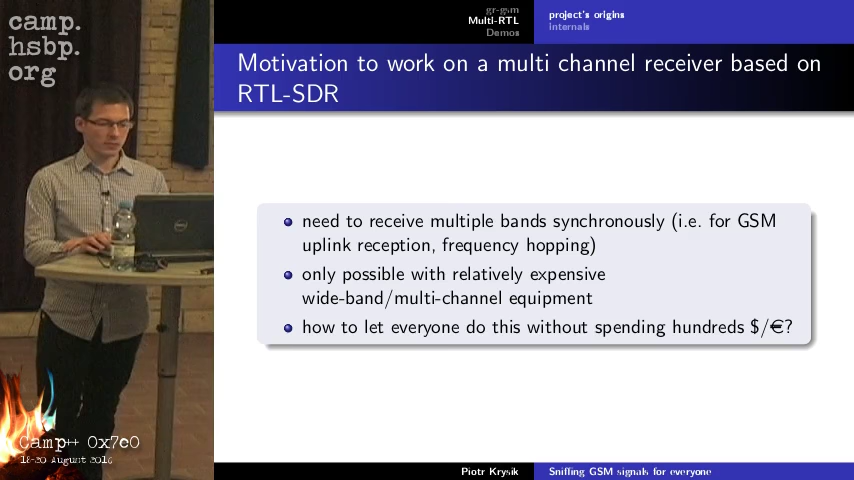 camp.
hsbp.
org
gr-gsm
Multi-RTL
Demos
project's origins
internals
Motivation to work on a multi channel receiver based on
RTL-SDR
need to receive multiple bands synchronously (i.e. for GSM
uplink reception, frequency hopping)
only possible with relatively expensive
wide-band/multi-channel equipment
how to let everyone do this without spending hundreds $/€?
DELL
Camp++ 0x7e0
18-20 August 2016
Piotr Krysik
Sniffing GSM signals for everyone